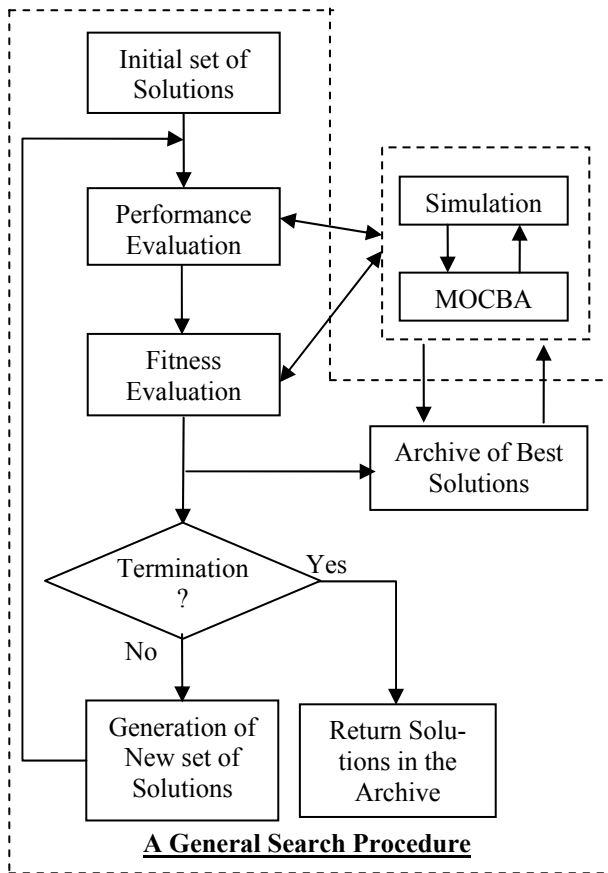 Initial set of
Solutions
Performance
Evaluation
Simulation
MOCBA
Fitness
Evaluation
Archive of Best
Solutions
Termination
?
Yes
No
Generation of
New set of
Solutions
Return Solu-
tions in the
Archive
A General Search Procedure